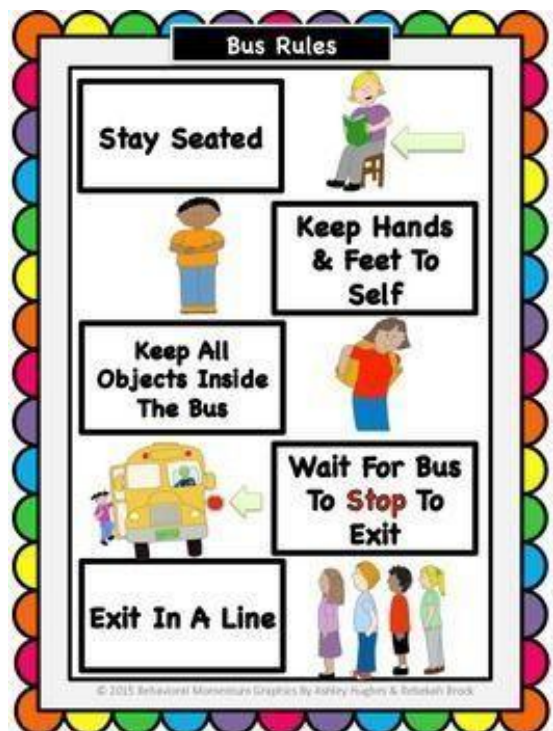 Bus Rules
Stay Seated
Keep Hands
& Feet To
Self
Keep All
Objects Inside
The Bus
Wait For Bus
To Stop To
Exit
Exit In A Line
© 2015 Behavioral Momentum Graphics By Ashley Hughes & Rebekah Brock